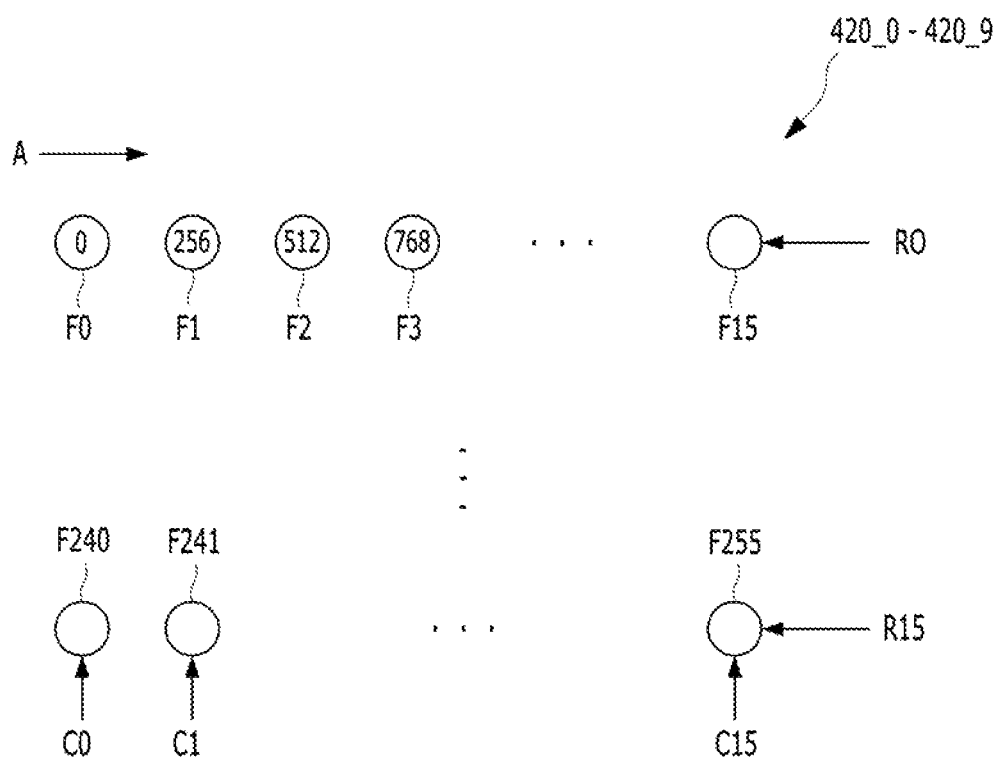 420_0 - 420_9
A
0 256 512 768 . . . R0
F0 F1 F2 F3 F15
F240 F241 F255
. . . R15
C0 C1 C15